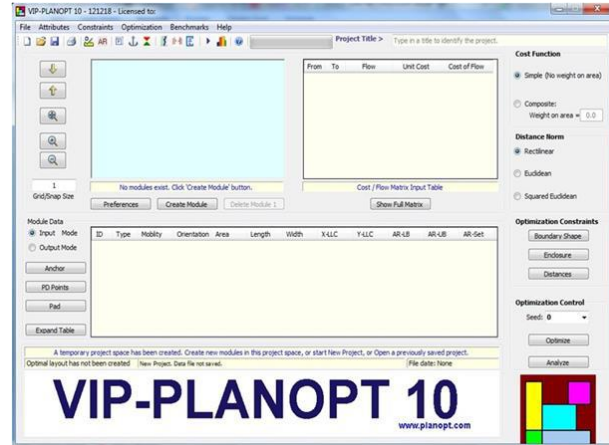 VIP-PLANOPT 10 - 121218 - Licensed to:
File Attributes Constraints Optimization Benchmarks Help
Project Title > Type in a title to identify the project.
From To Flow Unit Cost Cost of Flow
Cost Function
Simple (No weight on area)
Composite:
Weight on area = 0.0
Distance Norm
Rectilinear
Euclidean
Squared Euclidean
1
Grid/Snap Size
No modules exist. Click 'Create Module' button.
Cost / Flow Matrix Input Table
Preferences Create Module Delete Module 1 Show Full Matrix
Module Data
Input Mode
Output Mode
ID Type Mobility Orientation Area Length Width X-LLC Y-LLC AR-LB AR-UB AR-Set
Anchor
PD Points
Pad
Expand Table
Optimization Constraints
Boundary Shape
Enclosure
Distances
Optimization Control
Seed: 0
Optimize
Analyze
A temporary project space has been created. Create new modules in this project space, or start New Project, or Open a previously saved project.
Optimal layout has not been created New Project. Data file not saved. File date: None
VIP-PLANOPT 10
www.planopt.com